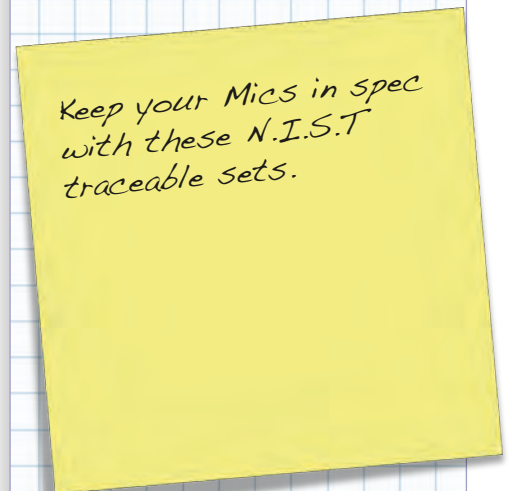 Keep your Mics in spec
with these N.I.S.T
traceable sets.